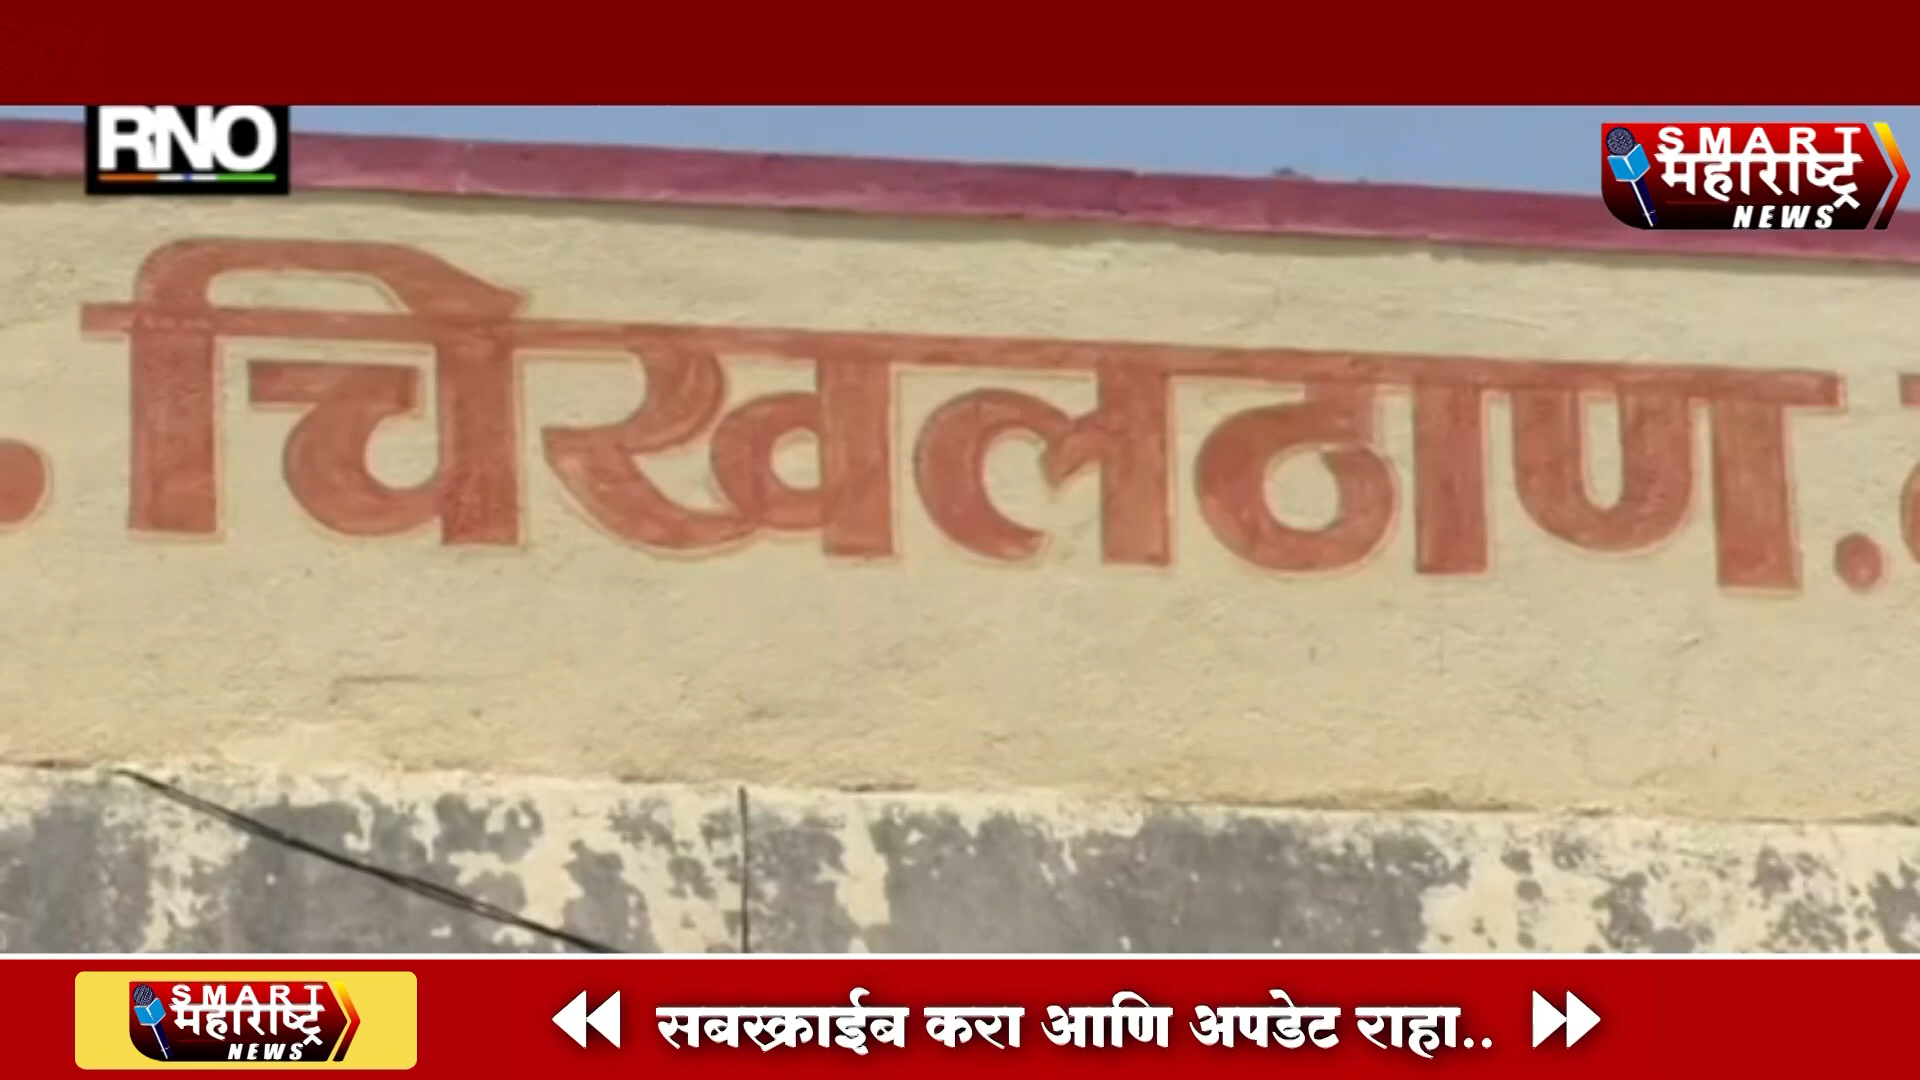 RNO
SMART
महाराष्ट्र
NEWS
चिखलठाण.
SMART
महाराष्ट्र
NEWS
सबस्क्राईब करा आणि अपडेट राहा..